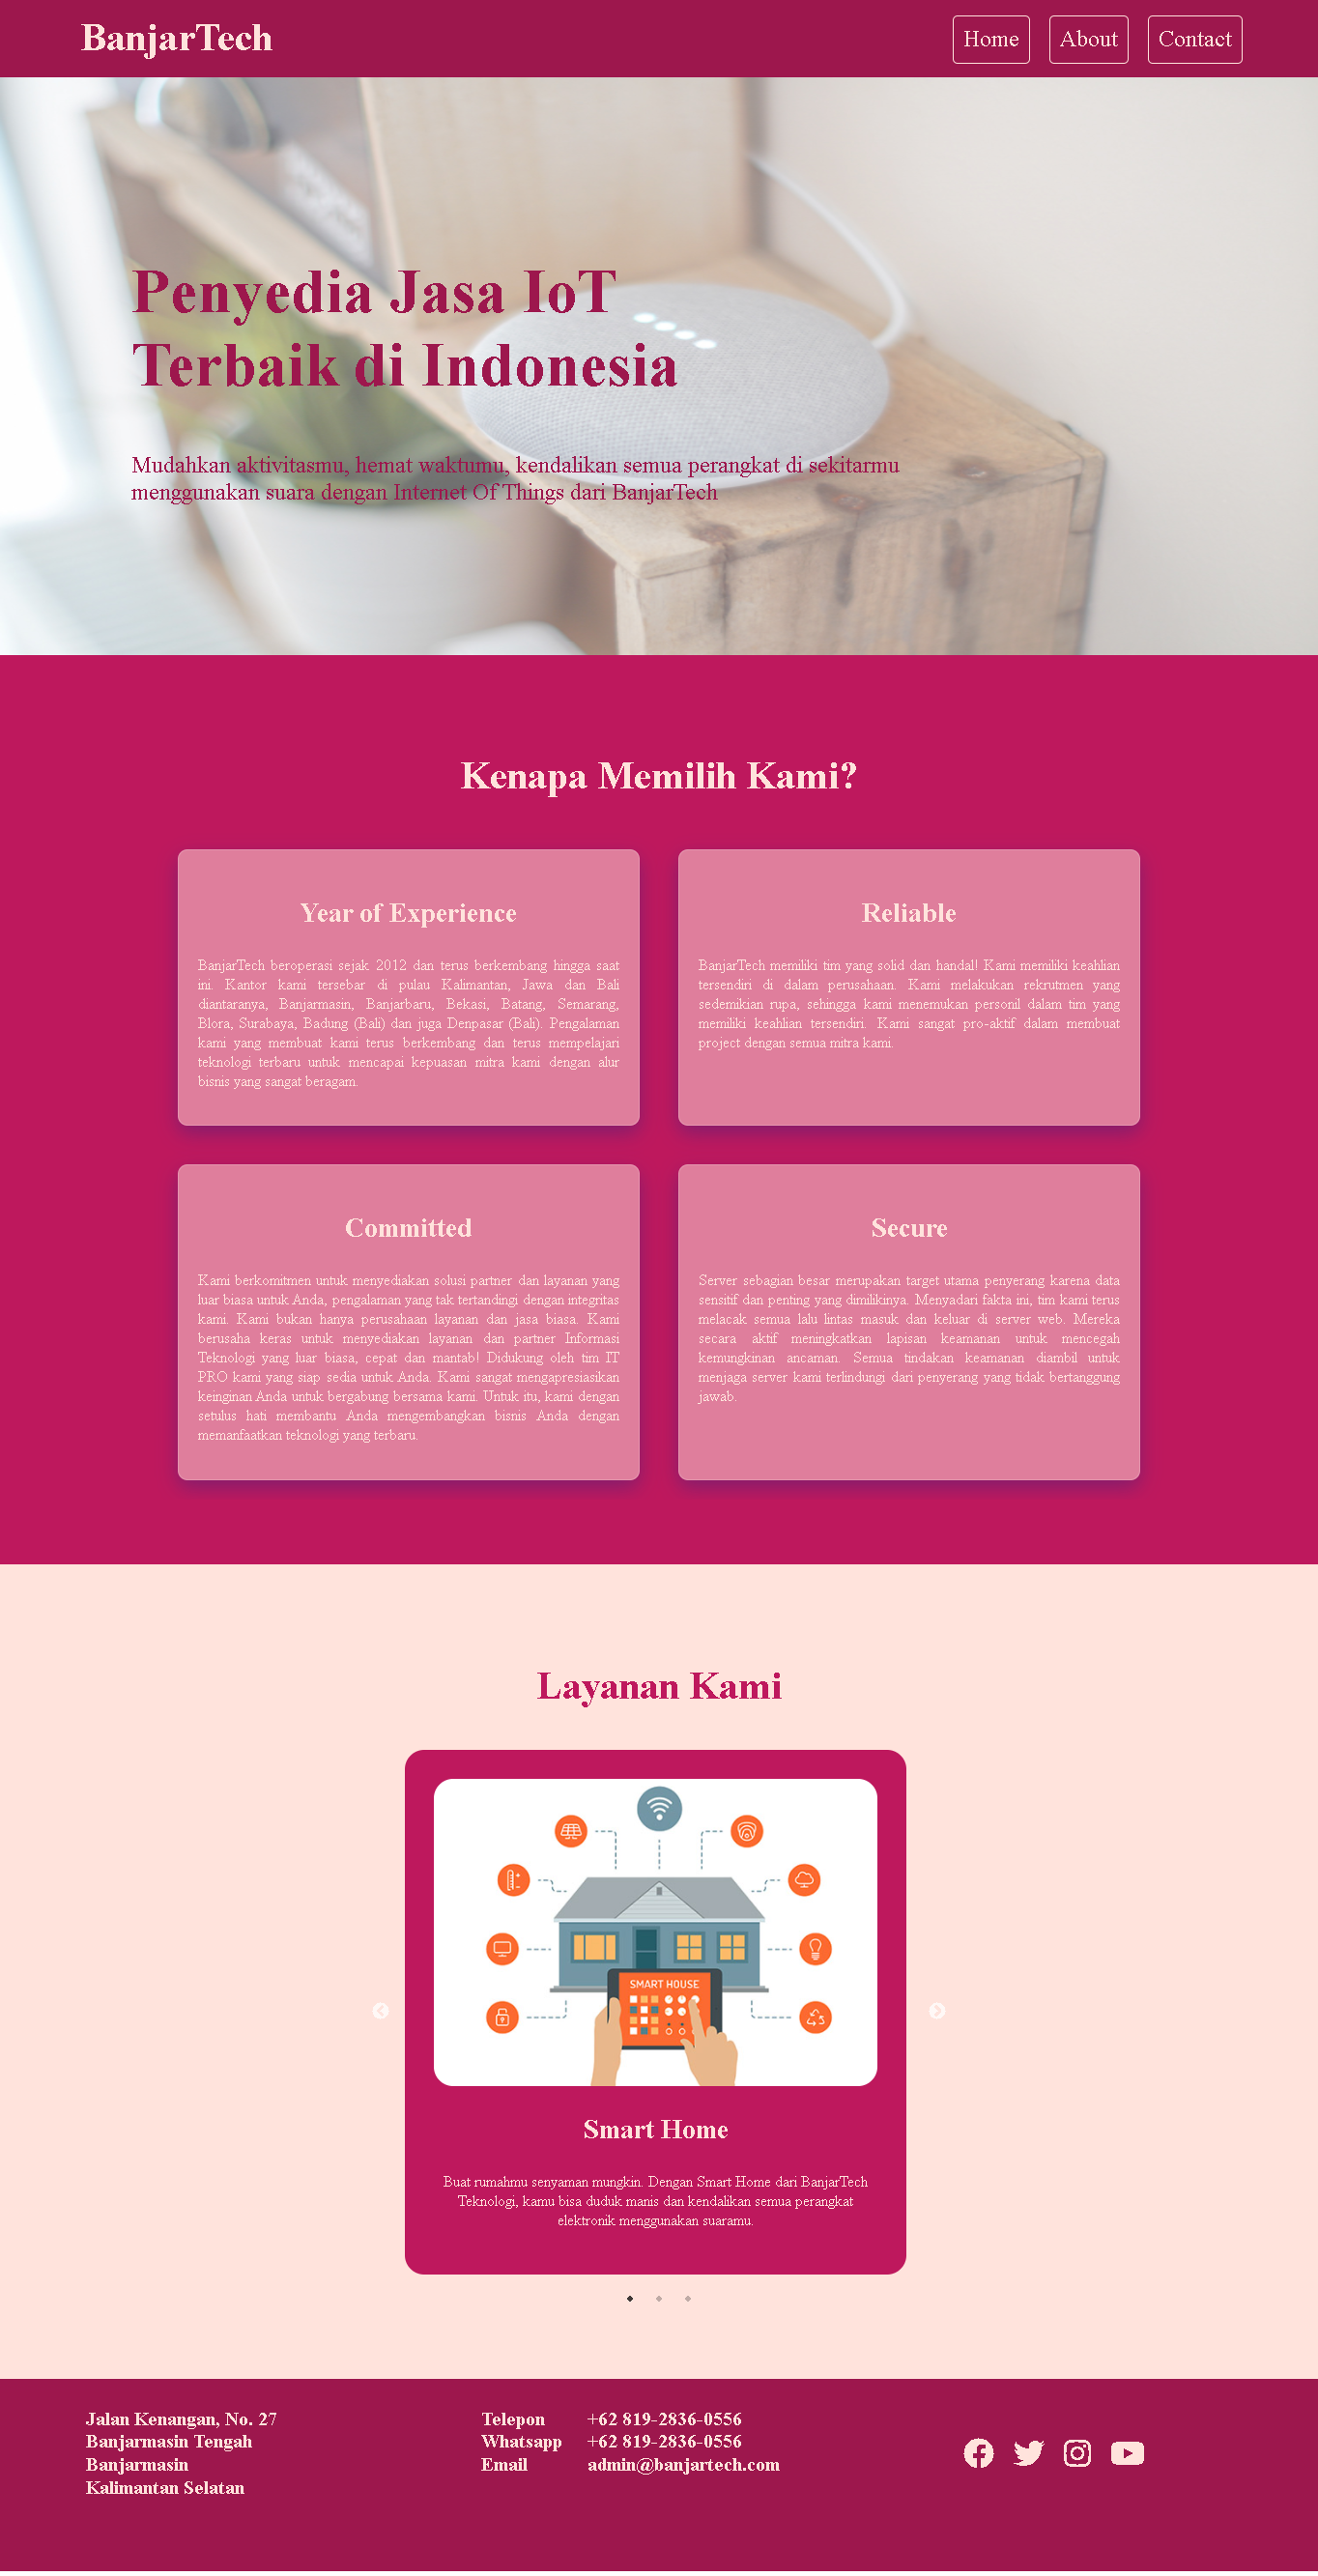 BanjarTech
Home About Contact
Penyedia Jasa IoT
Terbaik di Indonesia
Mudahkan aktivitasmu, hemat waktumu, kendalikan semua perangkat di sekitarmu
menggunakan suara dengan Internet Of Things dari BanjarTech
Kenapa Memilih Kami?
Year of Experience
BanjarTech beroperasi sejak 2012 dan terus berkembang hingga saat
ini. Kantor kami tersebar di pulau Kalimantan, Jawa dan Bali
diantaranya, Banjarmasin, Banjarbaru, Bekasi, Batang, Semarang,
Blora, Surabaya, Badung (Bali) dan juga Denpasar (Bali). Pengalaman
kami yang membuat kami terus berkembang dan terus mempelajari
teknologi terbaru untuk mencapai kepuasan mitra kami dengan alur
bisnis yang sangat beragam.
Reliable
BanjarTech memiliki tim yang solid dan handal! Kami memiliki keahlian
tersendiri di dalam perusahaan. Kami melakukan rekrutmen yang
sedemikian rupa, sehingga kami menemukan personil dalam tim yang
memiliki keahlian tersendiri. Kami sangat pro-aktif dalam membuat
project dengan semua mitra kami.
Committed
Kami berkomitmen untuk menyediakan solusi partner dan layanan yang
luar biasa untuk Anda, pengalaman yang tak tertandingi dengan integritas
kami. Kami bukan hanya perusahaan layanan dan jasa biasa. Kami
berusaha keras untuk menyediakan layanan dan partner Informasi
Teknologi yang luar biasa, cepat dan mantab! Didukung oleh tim IT
PRO kami yang siap sedia untuk Anda. Kami sangat mengapresiasikan
keinginan Anda untuk bergabung bersama kami. Untuk itu, kami dengan
setulus hati membantu Anda mengembangkan bisnis Anda dengan
memanfaatkan teknologi yang terbaru.
Secure
Server sebagian besar merupakan target utama penyerang karena data
sensitif dan penting yang dimilikinya. Menyadari fakta ini, tim kami terus
melacak semua lalu lintas masuk dan keluar di server web. Mereka
secara aktif meningkatkan lapisan keamanan untuk mencegah
kemungkinan ancaman. Semua tindakan keamanan diambil untuk
menjaga server kami terlindungi dari penyerang yang tidak bertanggung
jawab.
Layanan Kami
SMART HOUSE
Smart Home
Buat rumahmu senyaman mungkin. Dengan Smart Home dari BanjarTech
Teknologi, kamu bisa duduk manis dan kendalikan semua perangkat
elektronik menggunakan suaramu.
Jalan Kenangan, No. 27
Banjarmasin Tengah
Banjarmasin
Kalimantan Selatan
Telepon +62 819-2836-0556
Whatsapp +62 819-2836-0556
Email admin@banjartech.com